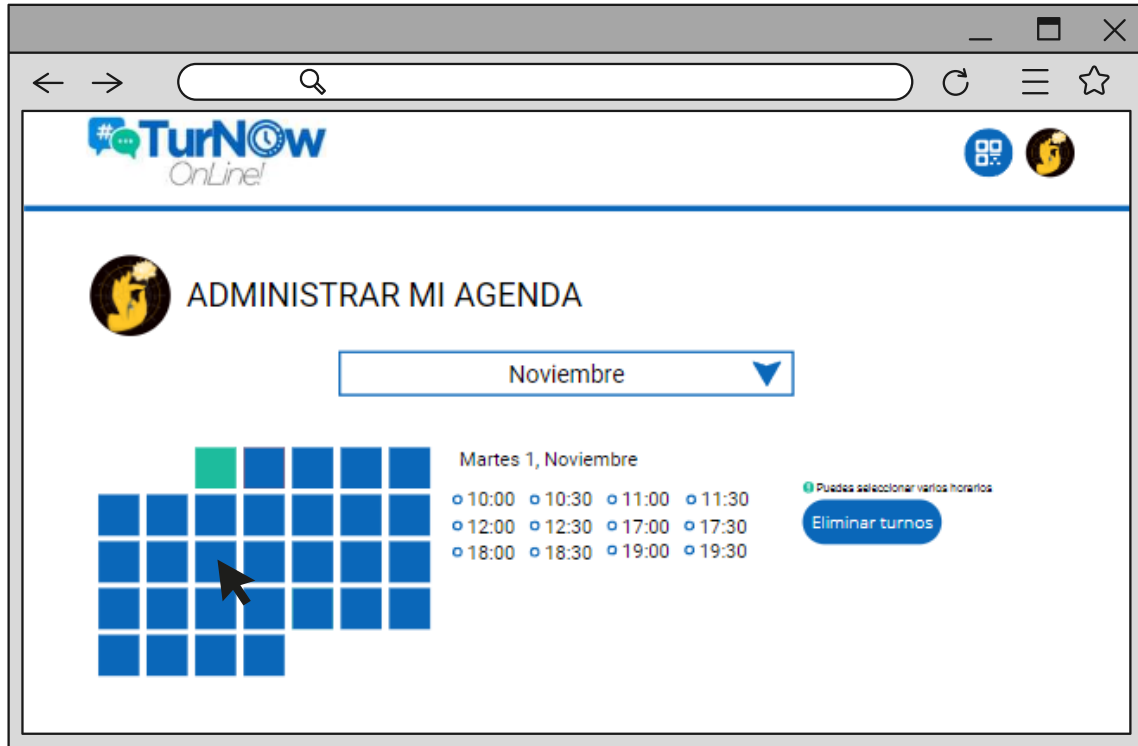 #TurNOw
OnLine!
ADMINISTRAR MI AGENDA
Noviembre
Martes 1, Noviembre
10:00 10:30 11:00 11:30
12:00 12:30 17:00 17:30
18:00 18:30 19:00 19:30
Puedes seleccionar varios horarios
Eliminar turnos